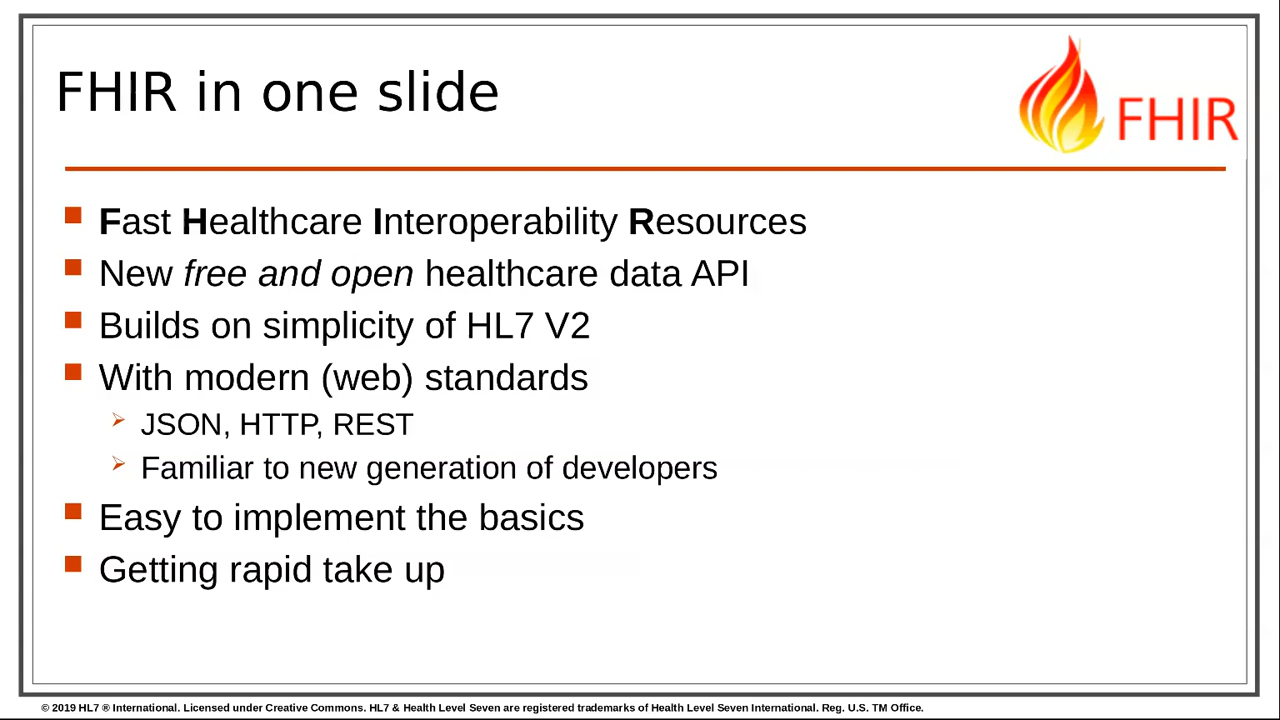 FHIR in one slide
FHIR
Fast Healthcare Interoperability Resources
New free and open healthcare data API
Builds on simplicity of HL7 V2
With modern (web) standards
JSON, HTTP, REST
Familiar to new generation of developers
Easy to implement the basics
Getting rapid take up
© 2019 HL7 ® International. Licensed under Creative Commons. HL7 & Health Level Seven are registered trademarks of Health Level Seven International. Reg. U.S. TM Office.